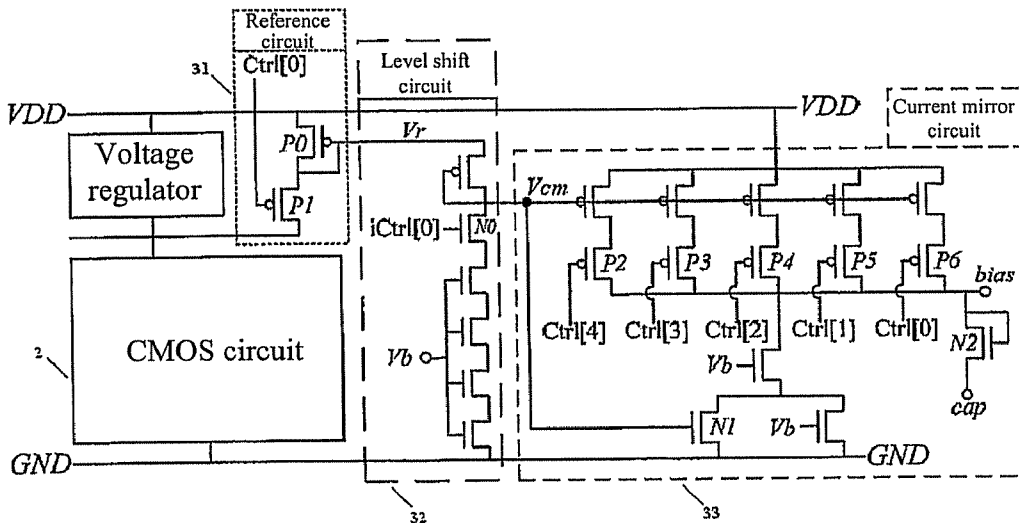 Reference
circuit
Ctrl[0]
31
Level shift
circuit
VDD
VDD
Current mirror
circuit
Voltage
regulator
P0
Vr
P1
Vcm
iCtrl[0]
N0
P2
P3
P4
P5
P6
bias
Ctrl[4]
Ctrl[3]
Ctrl[2]
Ctrl[1]
Ctrl[0]
N2
2
CMOS circuit
Vb
Vb
cap
N1
Vb
GND
GND
32
33